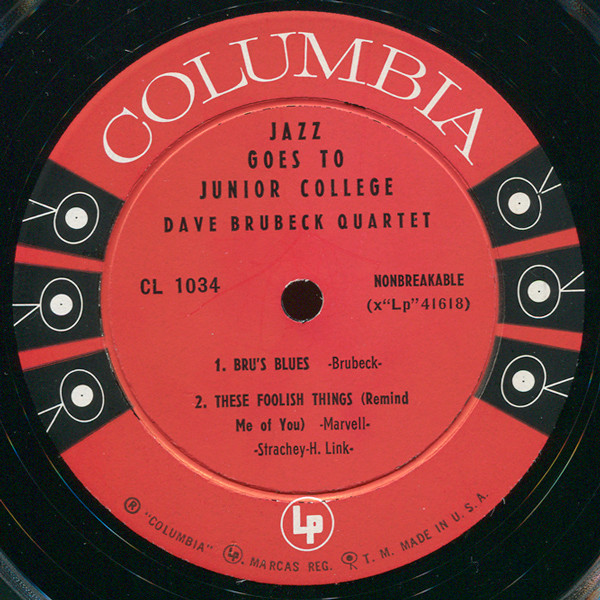 COLUMBIA
JAZZ
GOES TO
JUNIOR COLLEGE
DAVE BRUBECK QUARTET
CL 1034
NONBREAKABLE
(x“Lp”41618)
1. BRU'S BLUES -Brubeck-
2. THESE FOOLISH THINGS (Remind
Me of You) -Marvell-
-Strachey-H. Link-
Lp
® "COLUMBIA" Lp MARCAS REG. T. M. MADE IN U. S. A.